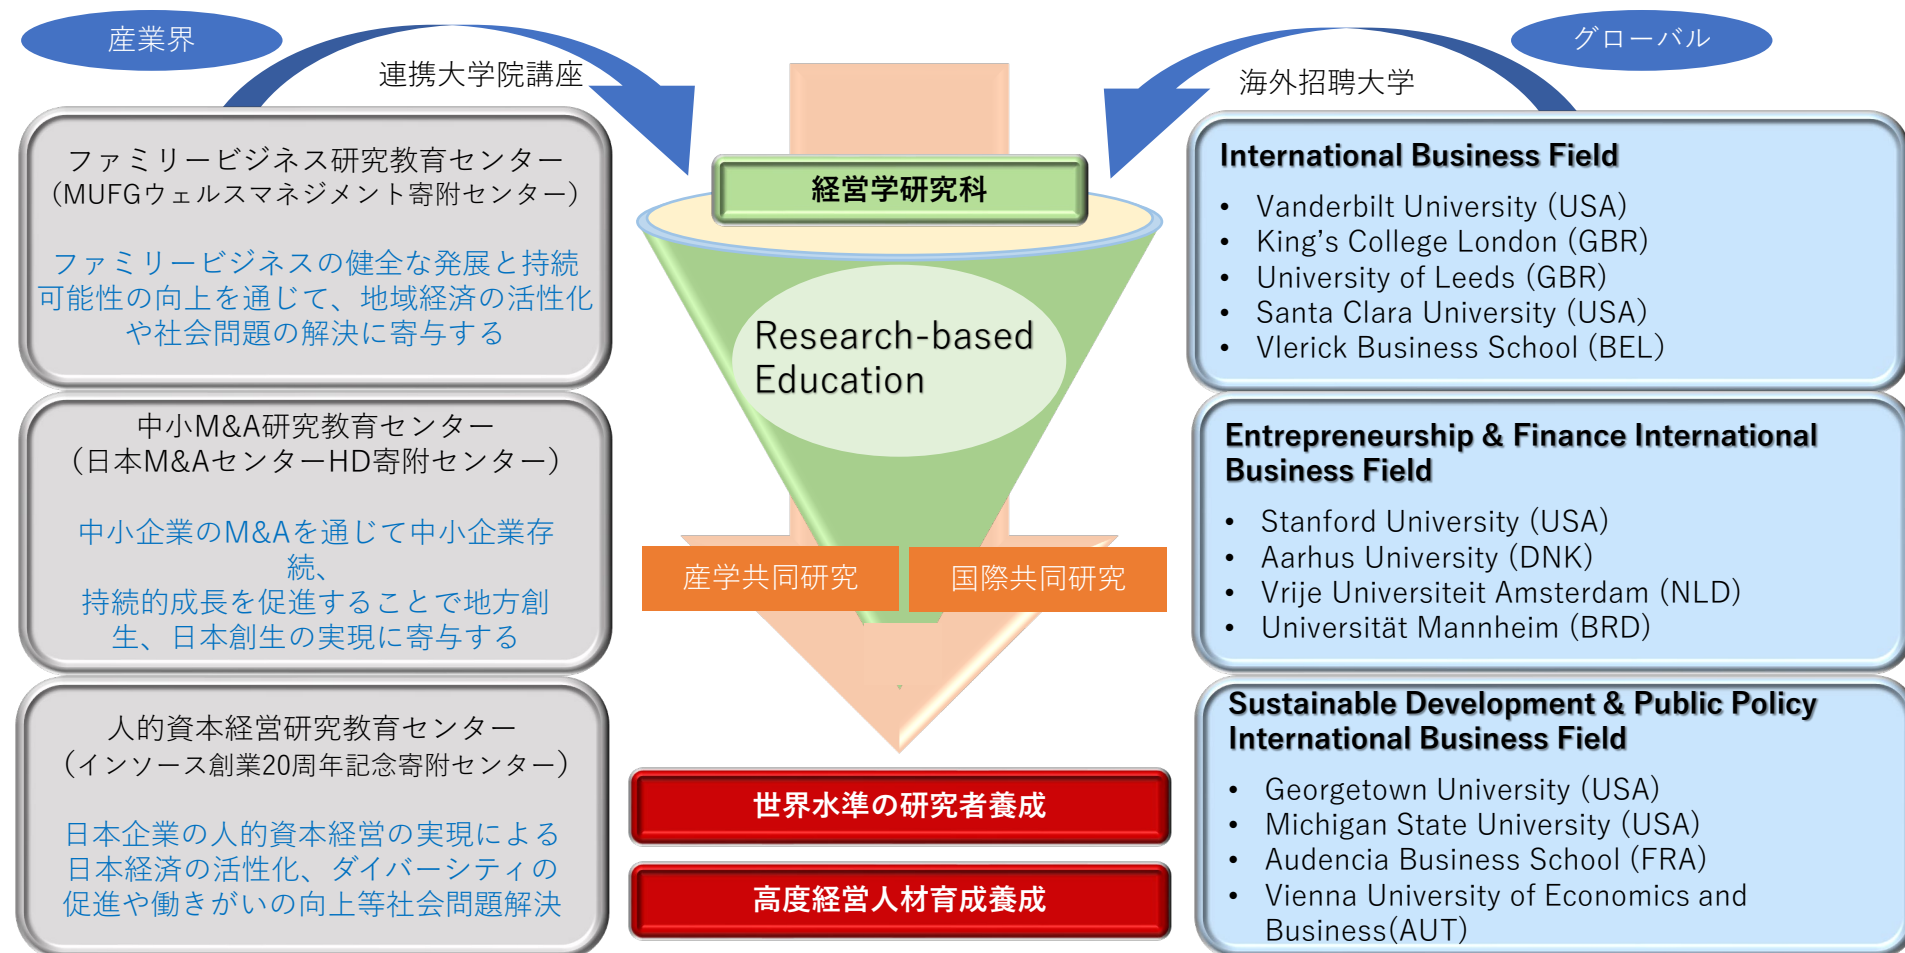 産業界
連携大学院講座
ファミリービジネス研究教育センター
(MUFGウェルスマネジメント寄附センター)
ファミリービジネスの健全な発展と持続
可能性の向上を通じて、地域経済の活性化
や社会問題の解決に寄与する
中小M&A研究教育センター
(日本M&AセンターHD寄附センター)
中小企業のM&Aを通じて中小企業存
続、
持続的成長を促進することで地方創
生、日本創生の実現に寄与する
人的資本経営研究教育センター
(インソース創業20周年記念寄附センター)
日本企業の人的資本経営の実現による
日本経済の活性化、ダイバーシティの
促進や働きがいの向上等社会問題解決
経営学研究科
Research-based
Education
産学共同研究
国際共同研究
世界水準の研究者養成
高度経営人材育成養成
グローバル
海外招聘大学
International Business Field
• Vanderbilt University (USA)
• King’s College London (GBR)
• University of Leeds (GBR)
• Santa Clara University (USA)
• Vlerick Business School (BEL)
Entrepreneurship & Finance International
Business Field
• Stanford University (USA)
• Aarhus University (DNK)
• Vrije Universiteit Amsterdam (NLD)
• Universität Mannheim (BRD)
Sustainable Development & Public Policy
International Business Field
• Georgetown University (USA)
• Michigan State University (USA)
• Audencia Business School (FRA)
• Vienna University of Economics and
Business(AUT)